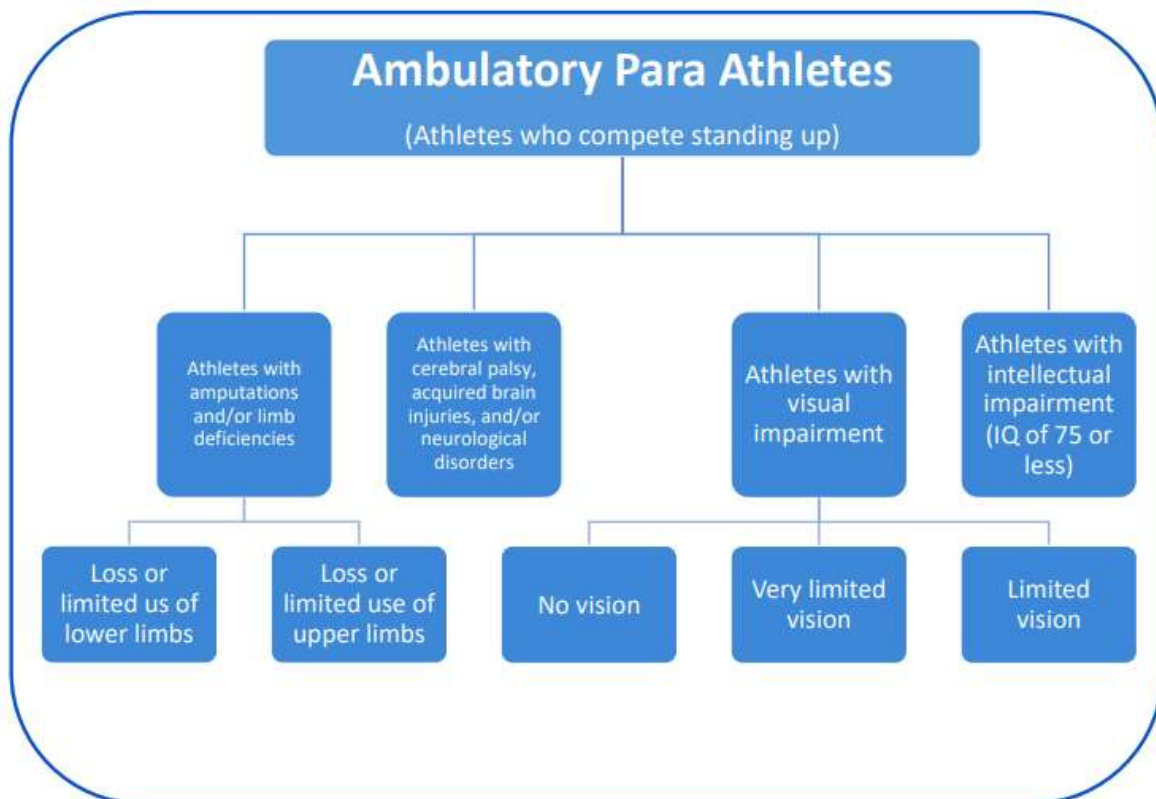 Ambulatory Para Athletes
(Athletes who compete standing up)
Athletes with
amputations
and/or limb
deficiencies
Athletes with
cerebral palsy,
acquired brain
injuries, and/or
neurological
disorders
Athletes with
visual
impairment
Athletes with
intellectual
impairment
(IQ of 75 or
less)
Loss or
limited us of
lower limbs
Loss or
limited use of
upper limbs
No vision
Very limited
vision
Limited
vision